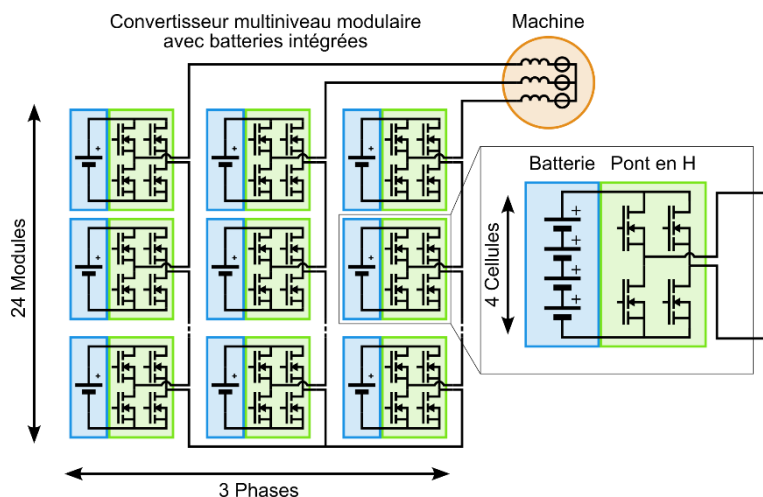 Convertisseur multiniveau modulaire
avec batteries intégrées
Machine
24 Modules
3 Phases
Batterie
Pont en H
4 Cellules
+
+
+
+
+
+
+
+
+
+
+
+
+